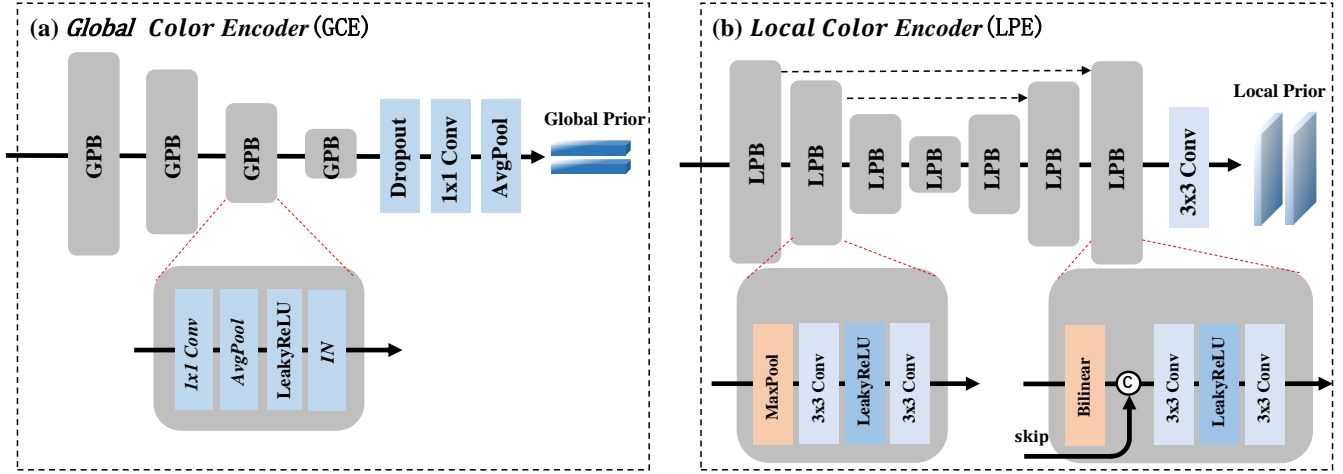 (a) Global Color Encoder(GCE)
GPB
GPB
GPB
GPB
Dropout
1x1 Conv
AvgPool
Global Prior
1x1 Conv
AvgPool
LeakyReLU
IN
(b) Local Color Encoder(LPE)
LPB
LPB
LPB
LPB
LPB
LPB
LPB
3x3 Conv
Local Prior
MaxPool
3x3 Conv
LeakyReLU
3x3 Conv
Bilinear
C
3x3 Conv
LeakyReLU
3x3 Conv
skip